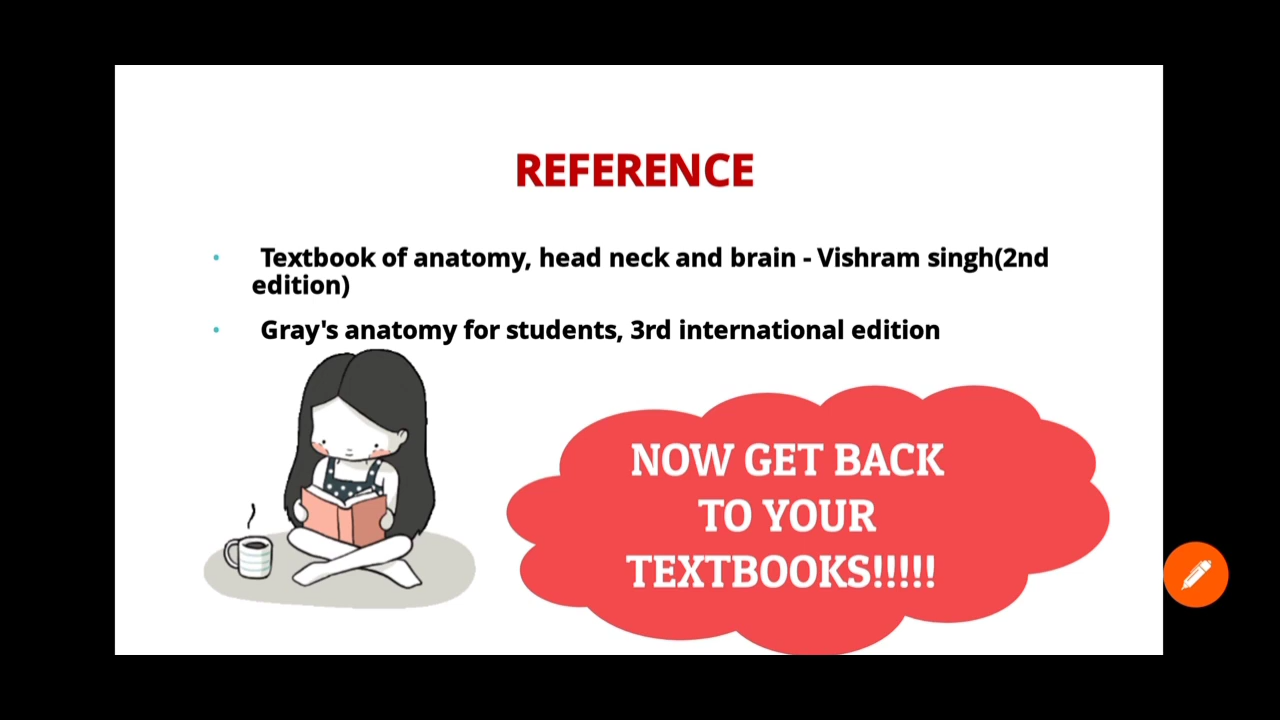 REFERENCE
• Textbook of anatomy, head neck and brain - Vishram singh(2nd
edition)
• Gray's anatomy for students, 3rd international edition
NOW GET BACK
TO YOUR
TEXTBOOKS!!!!!